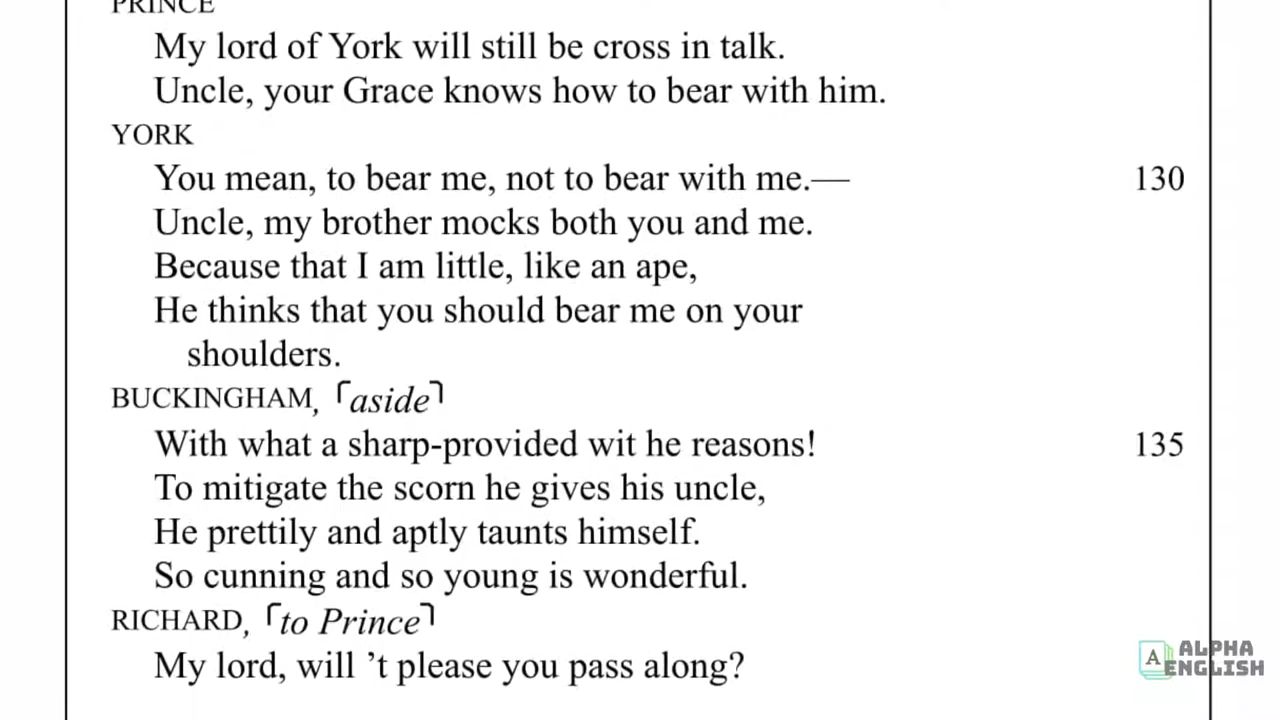 PRINCE
My lord of York will still be cross in talk.
Uncle, your Grace knows how to bear with him.
YORK
You mean, to bear me, not to bear with me.— 130
Uncle, my brother mocks both you and me.
Because that I am little, like an ape,
He thinks that you should bear me on your
shoulders.
BUCKINGHAM, ⌜aside⌝
With what a sharp-provided wit he reasons! 135
To mitigate the scorn he gives his uncle,
He prettily and aptly taunts himself.
So cunning and so young is wonderful.
RICHARD, ⌜to Prince⌝
My lord, will ’t please you pass along?
A ALPHA
ENGLISH